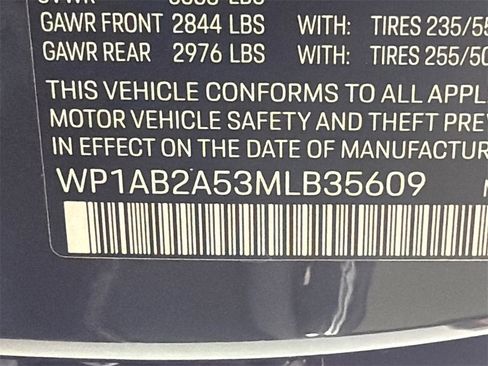 GAWR FRONT 2844 LBS WITH: TIRES 235/55
GAWR REAR 2976 LBS WITH: TIRES 255/50
THIS VEHICLE CONFORMS TO ALL APPL
MOTOR VEHICLE SAFETY AND THEFT PRE
IN EFFECT ON THE DATE OF MANUFACTU
WP1AB2A53MLB35609